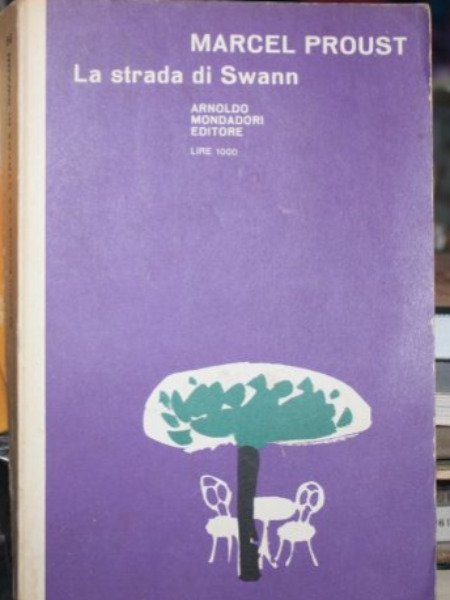 MARCEL PROUST
La strada di Swann
ARNOLDO
MONDADORI
EDITORE
LIRE 1000